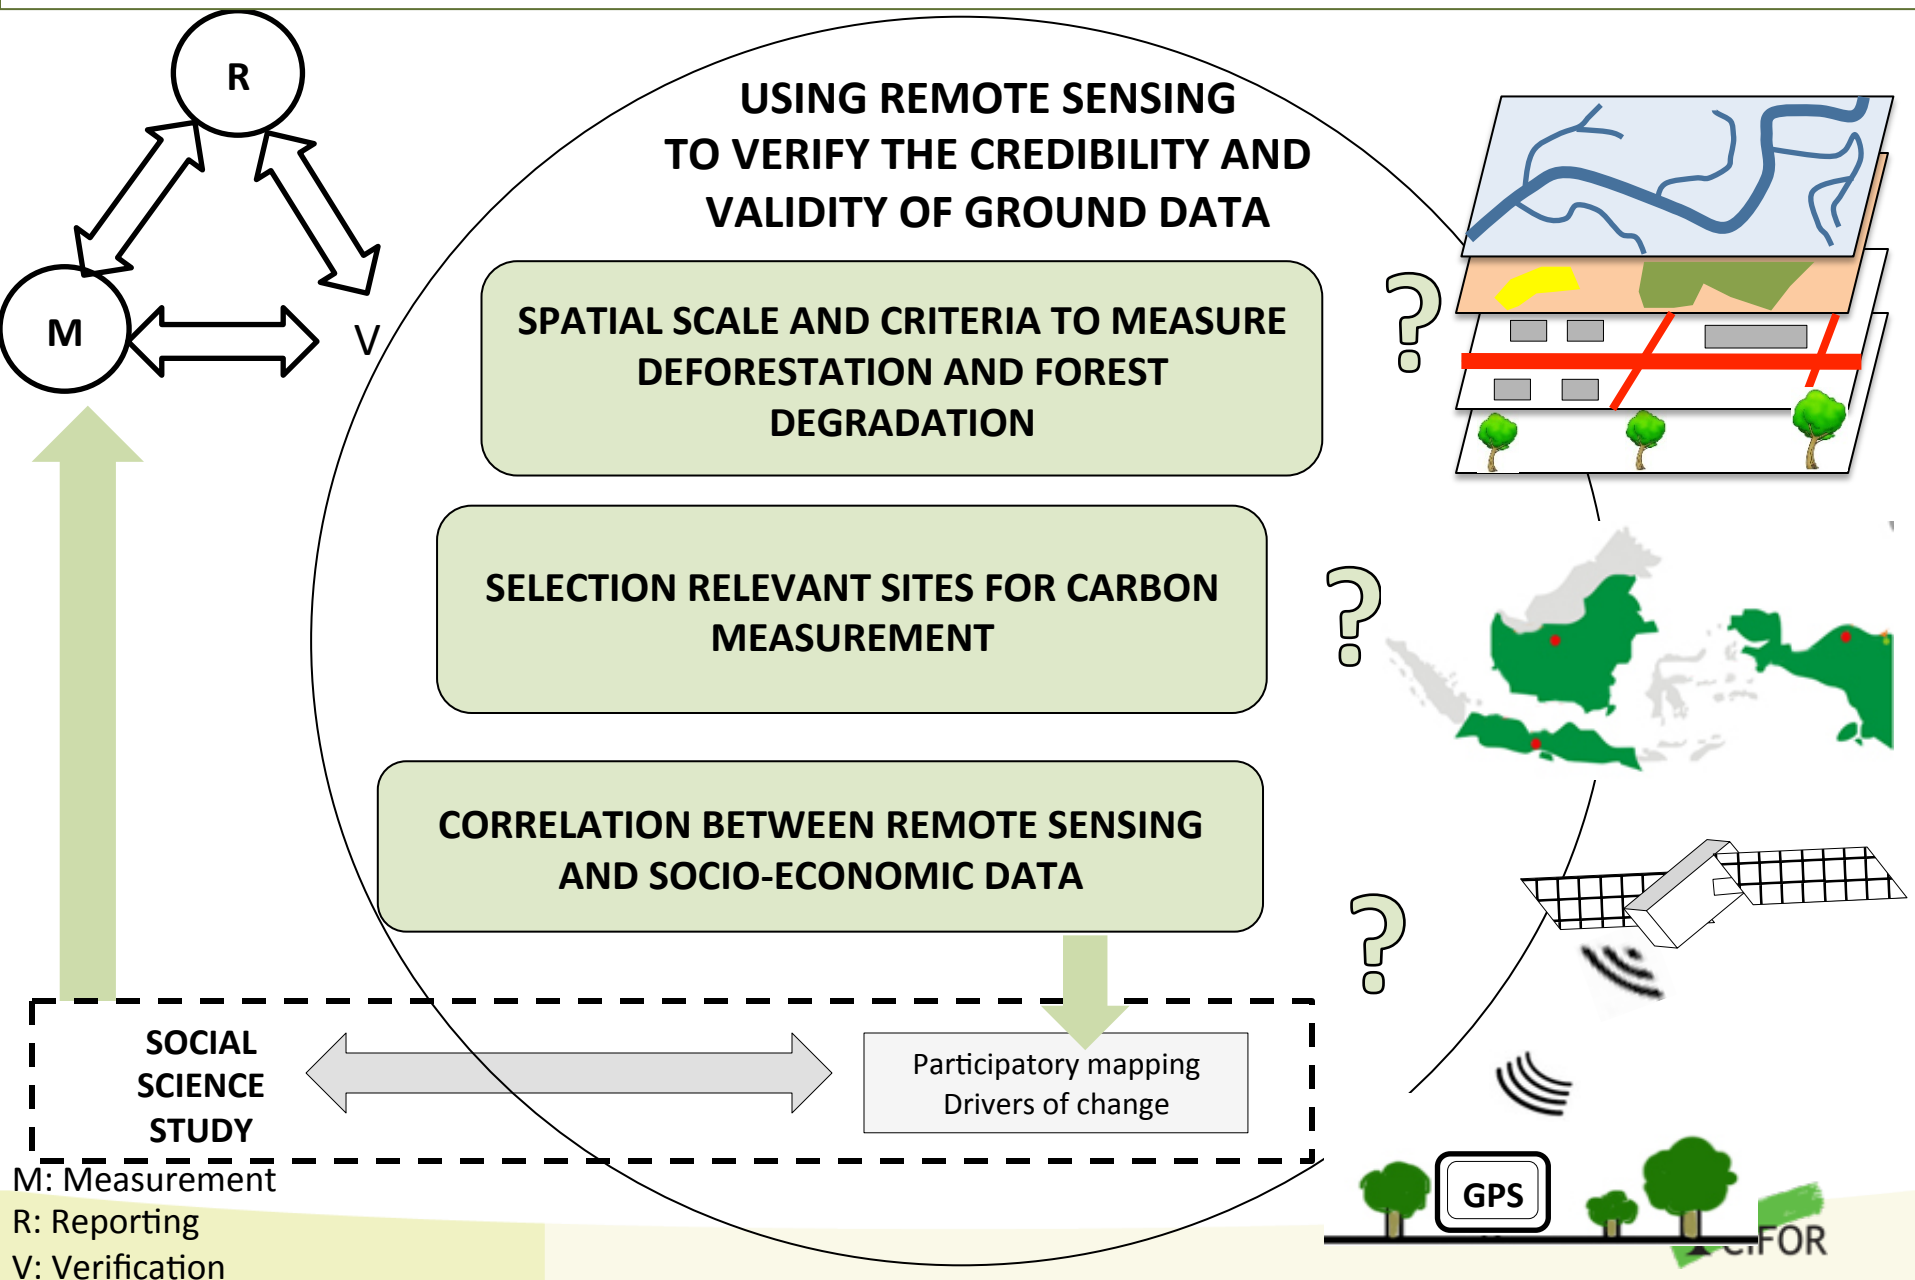 R
M
V
USING REMOTE SENSING
TO VERIFY THE CREDIBILITY AND
VALIDITY OF GROUND DATA
SPATIAL SCALE AND CRITERIA TO MEASURE
DEFORESTATION AND FOREST
DEGRADATION
?
SELECTION RELEVANT SITES FOR CARBON
MEASUREMENT
?
CORRELATION BETWEEN REMOTE SENSING
AND SOCIO-ECONOMIC DATA
?
SOCIAL
SCIENCE
STUDY
Participatory mapping
Drivers of change
M: Measurement
R: Reporting
V: Verification
GPS
CIFOR